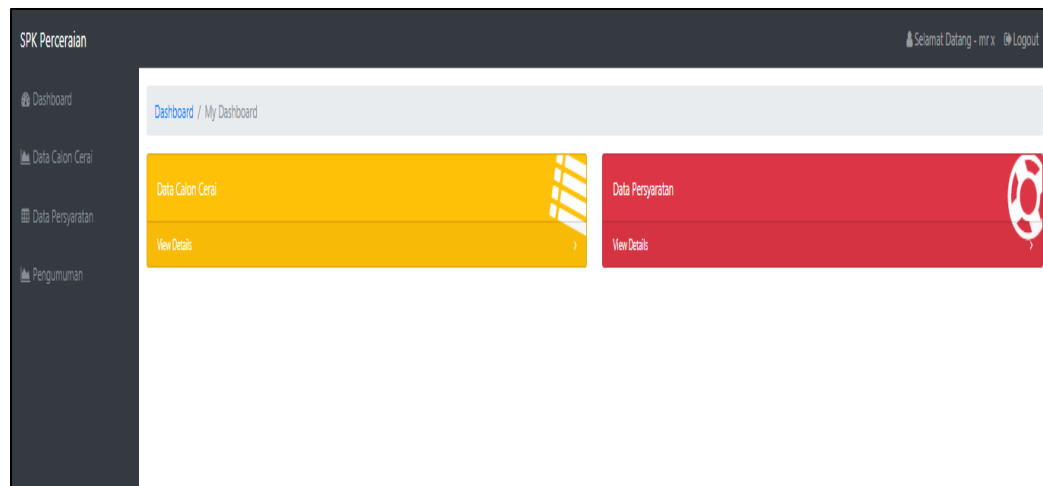 SPK Perceraian
Selamat Datang - mr x Logout
Dashboard
Data Calon Cerai
Data Persyaratan
Pengumuman
Dashboard / My Dashboard
Data Calon Cerai
View Details
Data Persyaratan
View Details